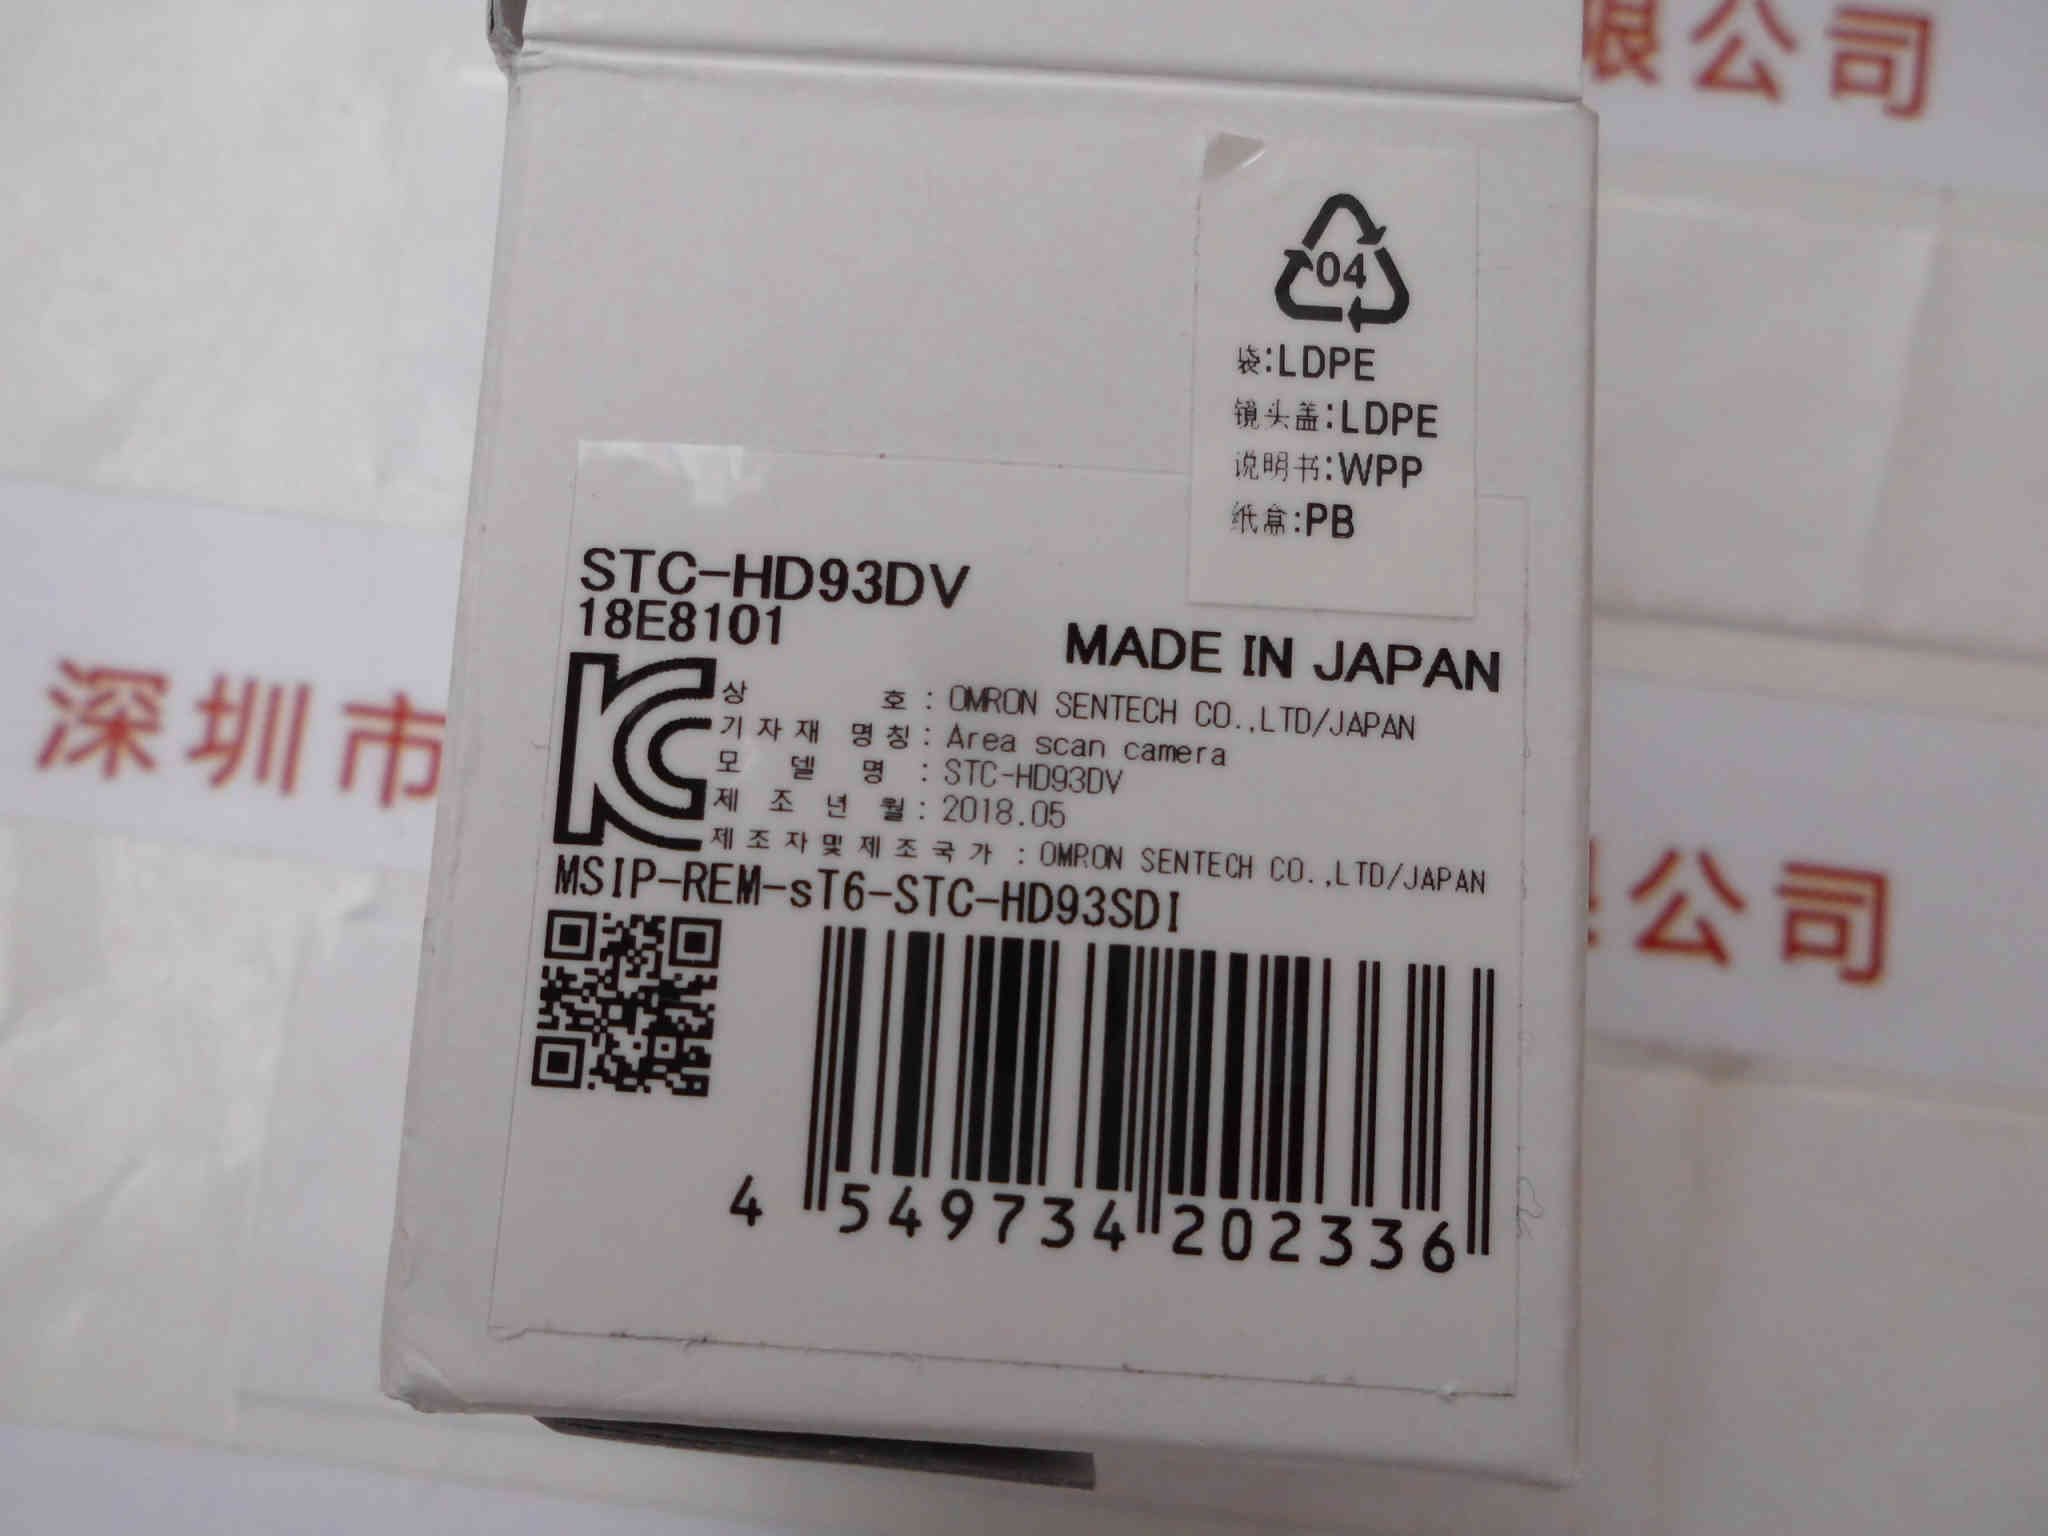 限公司
04
袋:LDPE
镜头盖:LDPE
说明书:WPP
纸盒:PB
STC-HD93DV
18E8101
MADE IN JAPAN
상 호 : OMRON SENTECH CO.,LTD/JAPAN
기자재 명칭 : Area scan camera
모 델 명 : STC-HD93DV
제 조 년 월 : 2018.05
제조자및제조국가 : OMRON SENTECH CO.,LTD/JAPAN
MSIP-REM-sT6-STC-HD93SDI
4 549734 202336
深圳市
公司